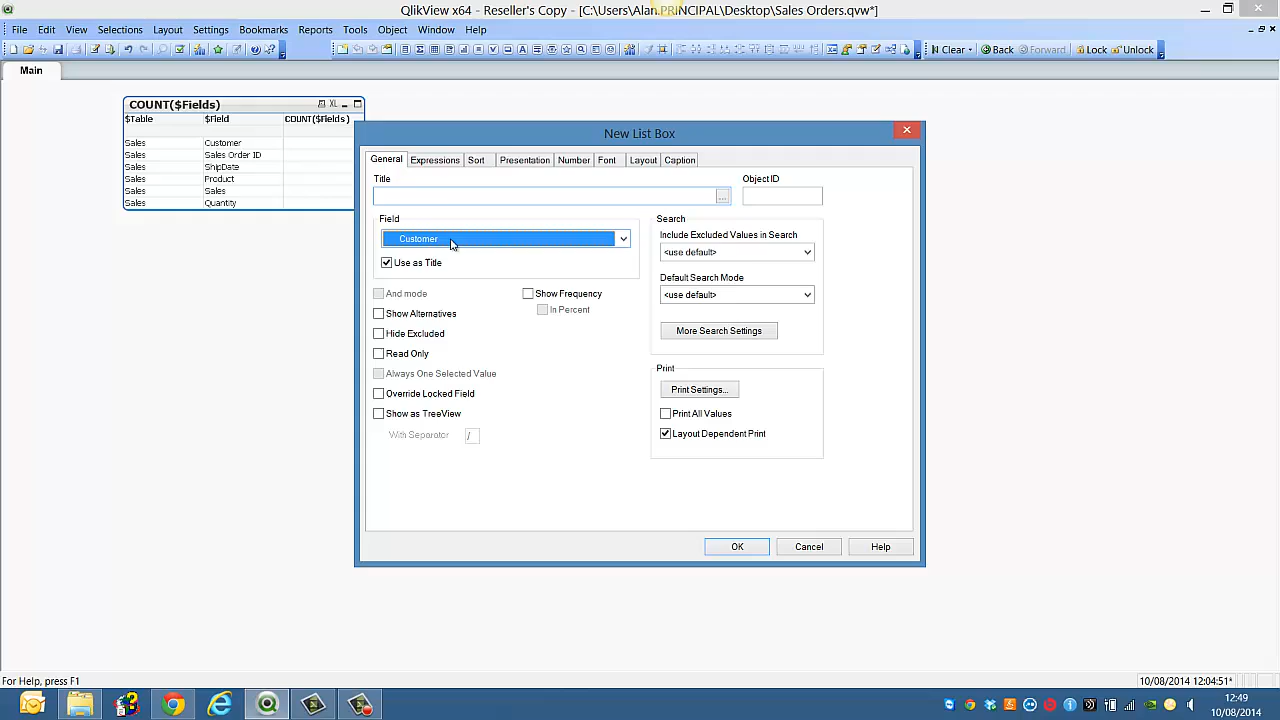 QlikView x64 - Reseller's Copy - [C:\Users\Alan.PRINCIPAL\Desktop\Sales Orders.qvw*]
File Edit View Selections Layout Settings Bookmarks Reports Tools Object Window Help
Clear Back Forward Lock Unlock
Main
COUNT($Fields) XL
$Table $Field COUNT($Fields )
Sales Customer
Sales Sales Order ID
Sales ShipDate
Sales Product
Sales Sales
Sales Quantity
New List Box
General Expressions Sort Presentation Number Font Layout Caption
Title Object ID
...
Field Search
Customer Include Excluded Values in Search
<use default>
Use as Title
Default Search Mode
<use default>
And mode Show Frequency
In Percent
Show Alternatives
Hide Excluded More Search Settings
Read Only
Always One Selected Value Print
Override Locked Field Print Settings...
Show as TreeView Print All Values
With Separator / Layout Dependent Print
OK Cancel Help
For Help, press F1 10/08/2014 12:04:51*
12:49
10/08/2014